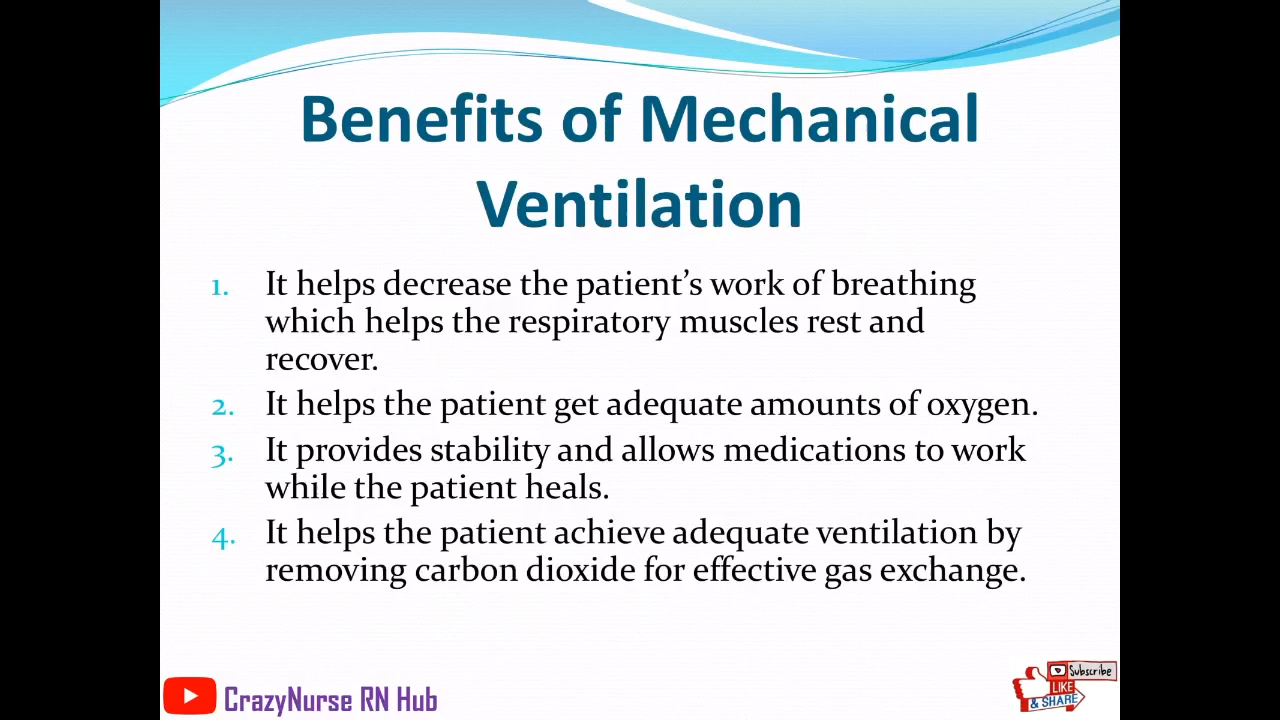 Benefits of Mechanical
Ventilation
1. It helps decrease the patient’s work of breathing
which helps the respiratory muscles rest and
recover.
2. It helps the patient get adequate amounts of oxygen.
3. It provides stability and allows medications to work
while the patient heals.
4. It helps the patient achieve adequate ventilation by
removing carbon dioxide for effective gas exchange.
CrazyNurse RN Hub
Subscribe
LIKE
& SHARE